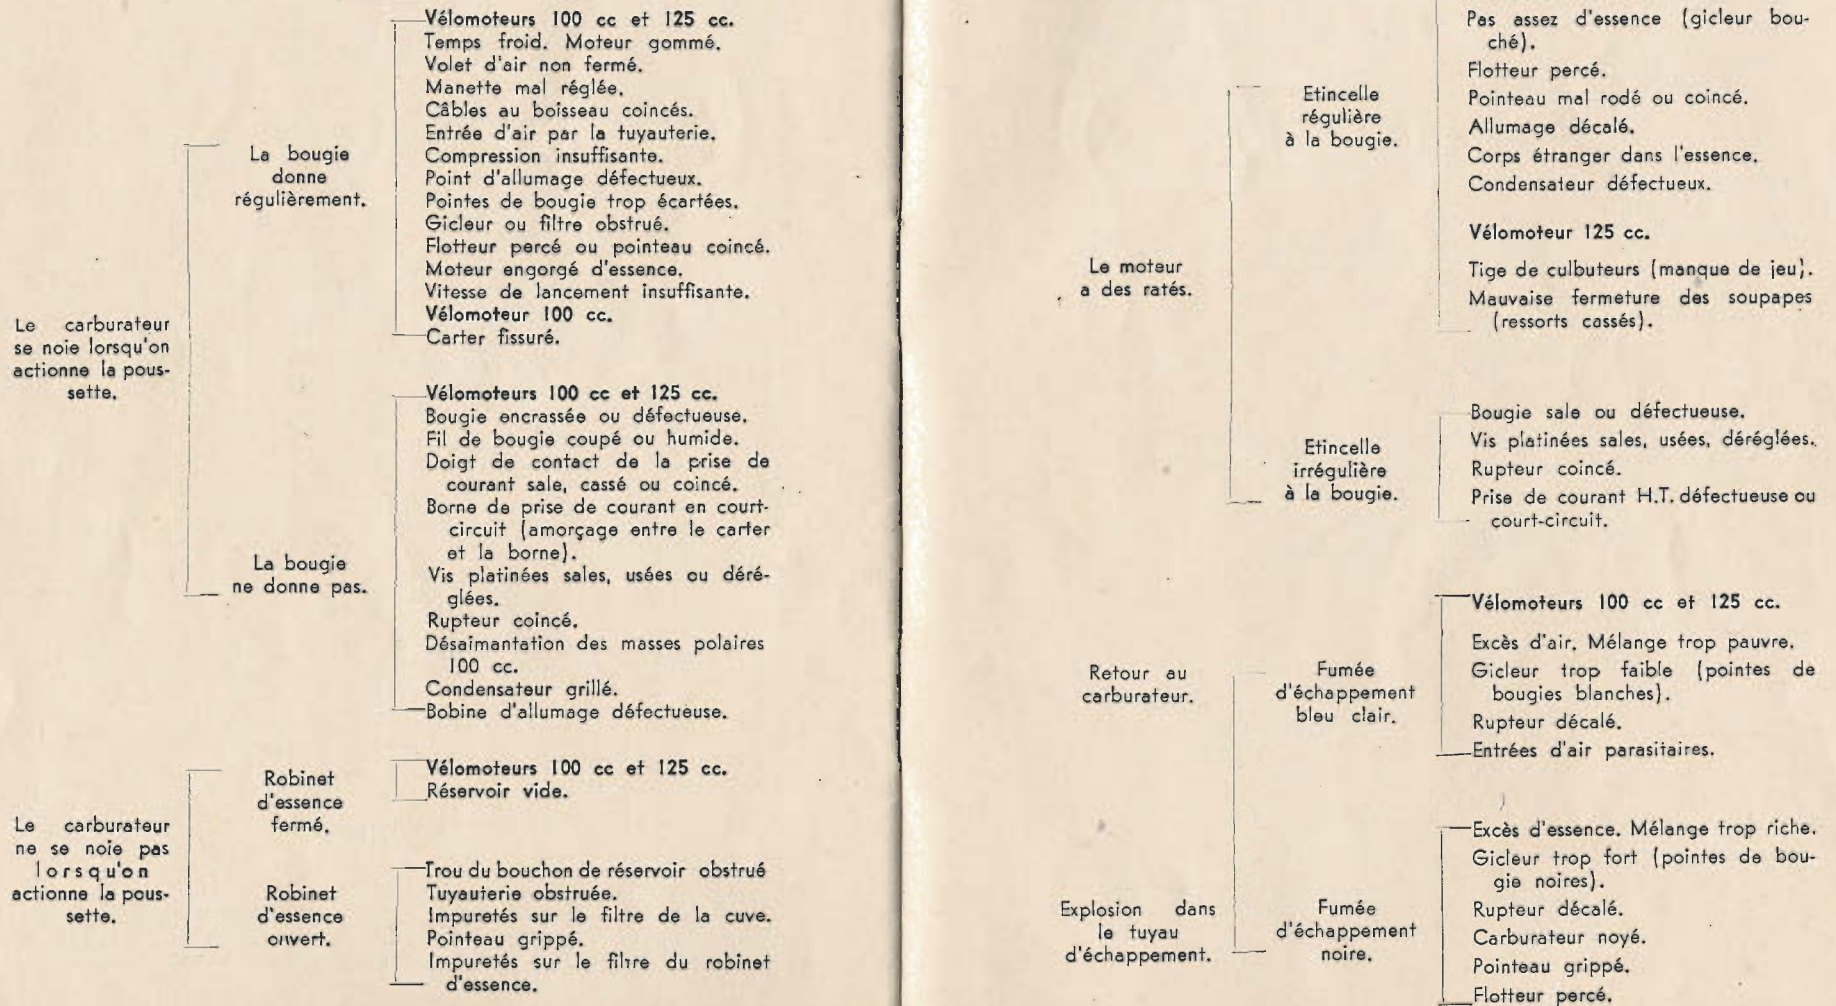 Le carburateur
se noie lorsqu'on
actionne la pous-
sette.
La bougie
donne
régulièrement.
Vélomoteurs 100 cc et 125 cc.
Temps froid. Moteur gommé.
Volet d'air non fermé.
Manette mal réglée.
Câbles au boisseau coincés.
Entrée d'air par la tuyauterie.
Compression insuffisante.
Point d'allumage défectueux.
Pointes de bougie trop écartées.
Gicleur ou filtre obstrué.
Flotteur percé ou pointeau coincé.
Moteur engorgé d'essence.
Vitesse de lancement insuffisante.
Vélomoteur 100 cc.
Carter fissuré.
La bougie
ne donne pas.
Vélomoteurs 100 cc et 125 cc.
Bougie encrassée ou défectueuse.
Fil de bougie coupé ou humide.
Doigt de contact de la prise de
courant sale, cassé ou coincé.
Borne de prise de courant en court-
circuit (amorçage entre le carter
et la borne).
Vis platinées sales, usées ou déré-
glées.
Rupteur coincé.
Désaimantation des masses polaires
100 cc.
Condensateur grillé.
Bobine d'allumage défectueuse.
Le carburateur
ne se noie pas
lorsqu'on
actionne la pous-
sette.
Robinet
d'essence
fermé.
Vélomoteurs 100 cc et 125 cc.
Réservoir vide.
Robinet
d'essence
ouvert.
Trou du bouchon de réservoir obstrué
Tuyauterie obstruée.
Impuretés sur le filtre de la cuve.
Pointeau grippé.
Impuretés sur le filtre du robinet
d'essence.
Le moteur
a des ratés.
Etincelle
régulière
à la bougie.
Pas assez d'essence (gicleur bou-
ché).
Flotteur percé.
Pointeau mal rodé ou coincé.
Allumage décalé.
Corps étranger dans l'essence.
Condensateur défectueux.
Vélomoteur 125 cc.
Tige de culbuteurs (manque de jeu).
Mauvaise fermeture des soupapes
(ressorts cassés).
Etincelle
irrégulière
à la bougie.
Bougie sale ou défectueuse.
Vis platinées sales, usées, déréglées.
Rupteur coincé.
Prise de courant H.T. défectueuse ou
court-circuit.
Retour au
carburateur.
Fumée
d'échappement
bleu clair.
Vélomoteurs 100 cc et 125 cc.
Excès d'air. Mélange trop pauvre.
Gicleur trop faible (pointes de
bougies blanches).
Rupteur décalé.
Entrées d'air parasitaires.
Explosion dans
le tuyau
d'échappement.
Fumée
d'échappement
noire.
Excès d'essence. Mélange trop riche.
Gicleur trop fort (pointes de bou-
gie noires).
Rupteur décalé.
Carburateur noyé.
Pointeau grippé.
Flotteur percé.